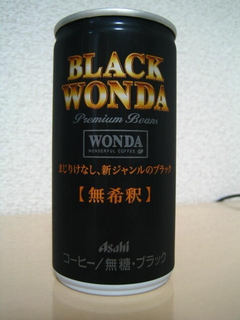 BLACK
WONDA
Premium Beans
WONDA
WONDERFUL COFFEE
まじりけなし、新ジャンルのブラック
【無希釈】
Asahi
コーヒー/無糖・ブラック